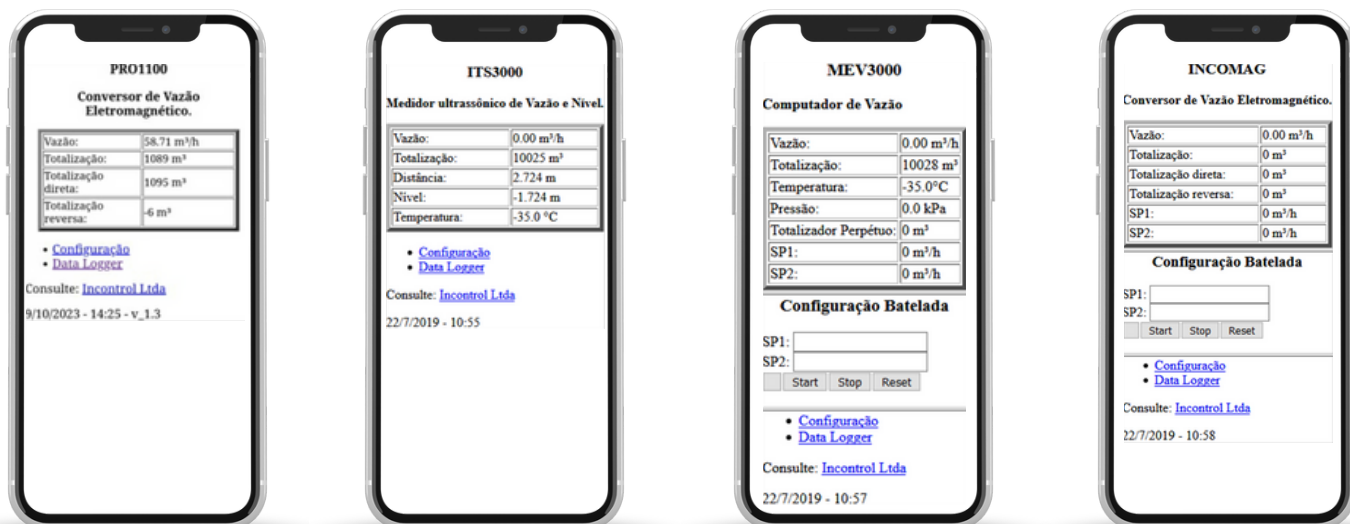 PRO1100
Conversor de Vazão
Eletromagnético.
Vazão: 58.71 m³/h
Totalização: 1089 m³
Totalização
direta: 1095 m³
Totalização
reversa: -6 m³
• Configuração
• Data Logger
Consulte: Incontrol Ltda
9/10/2023 - 14:25 - v_1.3
ITS3000
Medidor ultrassônico de Vazão e Nível.
Vazão: 0.00 m³/h
Totalização: 10025 m³
Distância: 2.724 m
Nível: -1.724 m
Temperatura: -35.0 °C
• Configuração
• Data Logger
Consulte: Incontrol Ltda
22/7/2019 - 10:55
MEV3000
Computador de Vazão
Vazão: 0.00 m³/h
Totalização: 10028 m³
Temperatura: -35.0°C
Pressão: 0.0 kPa
Totalizador Perpétuo: 0 m³
SP1: 0 m³/h
SP2: 0 m³/h
Configuração Batelada
SP1:
SP2:
Start Stop Reset
• Configuração
• Data Logger
Consulte: Incontrol Ltda
22/7/2019 - 10:57
INCOMAG
Conversor de Vazão Eletromagnético.
Vazão: 0.00 m³/h
Totalização: 0 m³
Totalização direta: 0 m³
Totalização reversa: 0 m³
SP1: 0 m³/h
SP2: 0 m³/h
Configuração Batelada
SP1:
SP2:
Start Stop Reset
• Configuração
• Data Logger
Consulte: Incontrol Ltda
22/7/2019 - 10:58